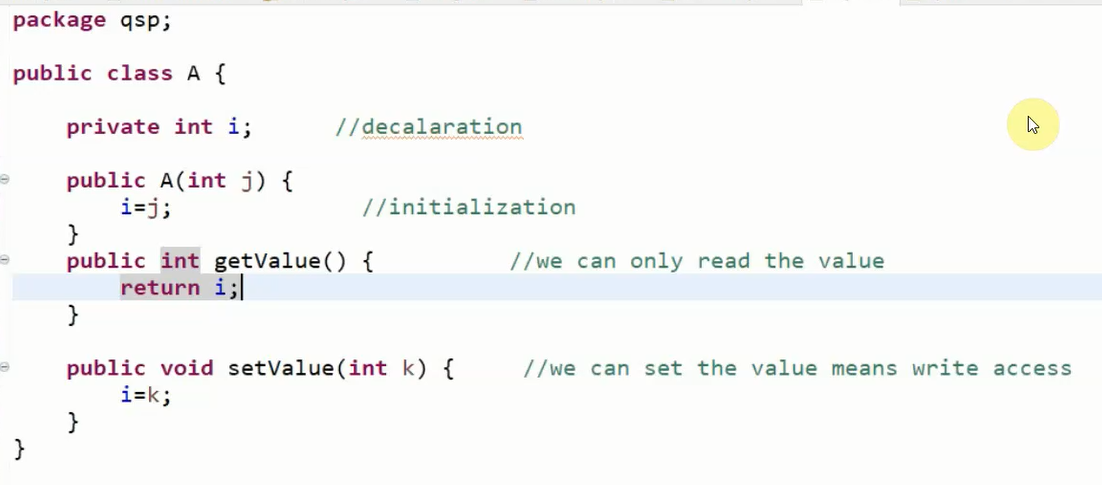 package qsp;
public class A {
private int i; //decalaration
public A(int j) {
i=j; //initialization
}
public int getValue() { //we can only read the value
return i;
}
public void setValue(int k) { //we can set the value means write access
i=k;
}
}